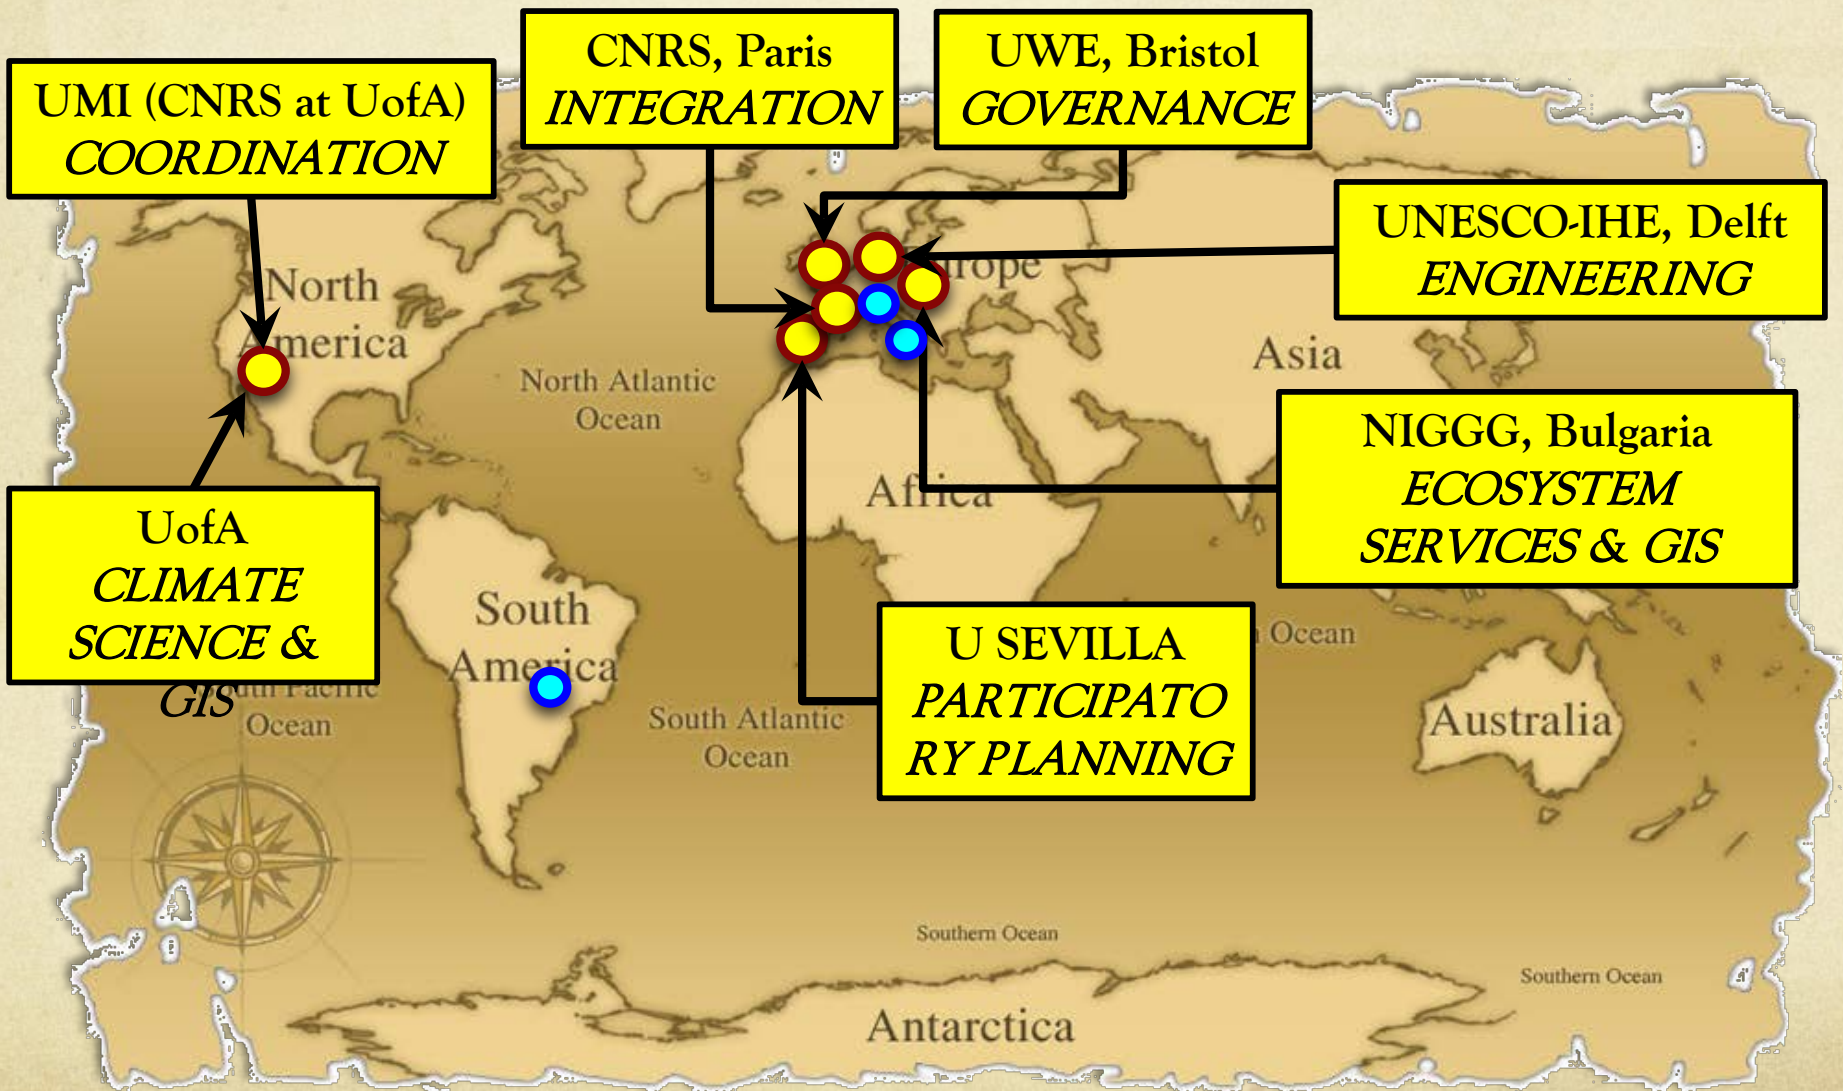 CNRS, Paris
INTEGRATION
UWE, Bristol
GOVERNANCE
UMI (CNRS at UofA)
COORDINATION
UNESCO-IHE, Delft
ENGINEERING
North
America
urope
Asia
North Atlantic
Ocean
NIGGG, Bulgaria
ECOSYSTEM
SERVICES & GIS
Africa
UofA
CLIMATE
SCIENCE &
GIS
South
America
U SEVILLA
PARTICIPATO
RY PLANNING
Ocean
Pacific
Ocean
South Atlantic
Ocean
Australia
Southern Ocean
Southern Ocean
Antarctica